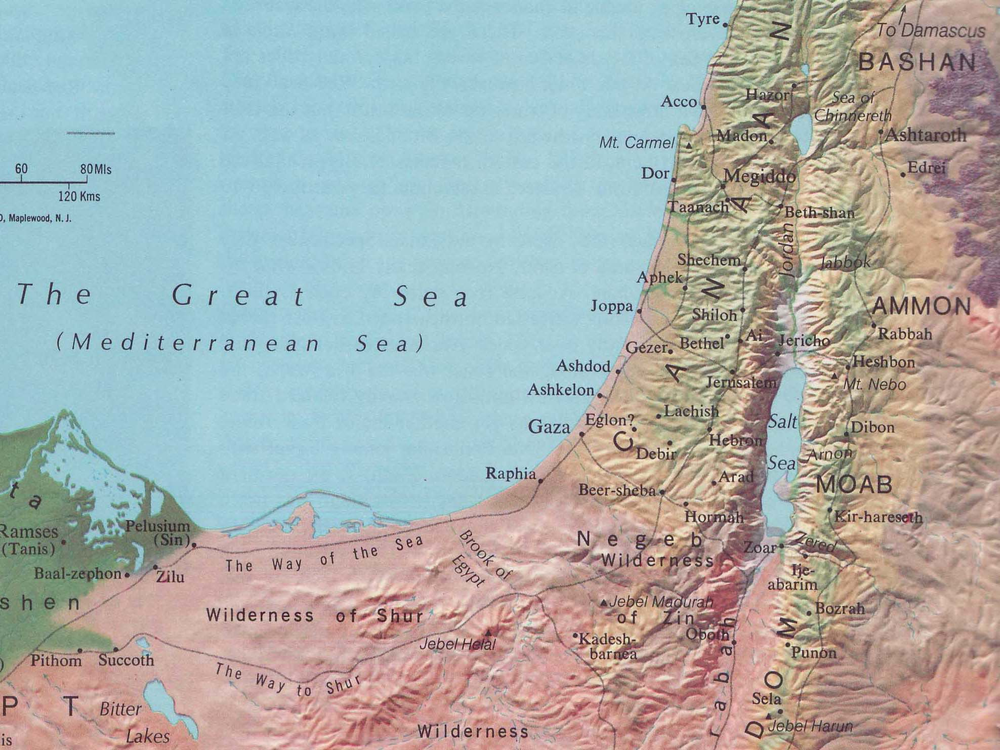 Tyre
To Damascus
BASHAN
Hazor
Sea of
Chinnereth
Acco
Madon
Ashtaroth
Mt. Carmel
Edrei
Dor
Megiddo
60 80 Mls
120 Kms
Taanach
Beth-shan
, Maplewood, N. J.
Jordan
Shechem
Jabbok
Aphek
The Great Sea
Joppa
AMMON
Shiloh
(Mediterranean Sea)
Bethel
Ai
Jericho
Rabbah
Gezer
Heshbon
Ashdod
Jerusalem
Mt. Nebo
Ashkelon
Lachish
Salt
Sea
Gaza
Eglon?
Dibon
Hebron
Debir
Arnon
CANAAN
Raphia
Arad
MOAB
Beer-sheba
ta
Hormah
Kir-hareseth
Ramses
(Tanis)
Pelusium
(Sin)
The Way of the Sea
Brook of
Egypt
Negeb
Zoar
Zered
Wilderness
of Zin
Baal-zephon
Zilu
Ije-
abarim
shen
Jebel Madurah
Bozrah
Wilderness of Shur
Oboth
Kadesh-
barnea
Jebel Helal
Punon
Pithom
Succoth
The Way to Shur
rabah
DOM
Sela
P T
Bitter
Lakes
Wilderness
Jebel Harun
is